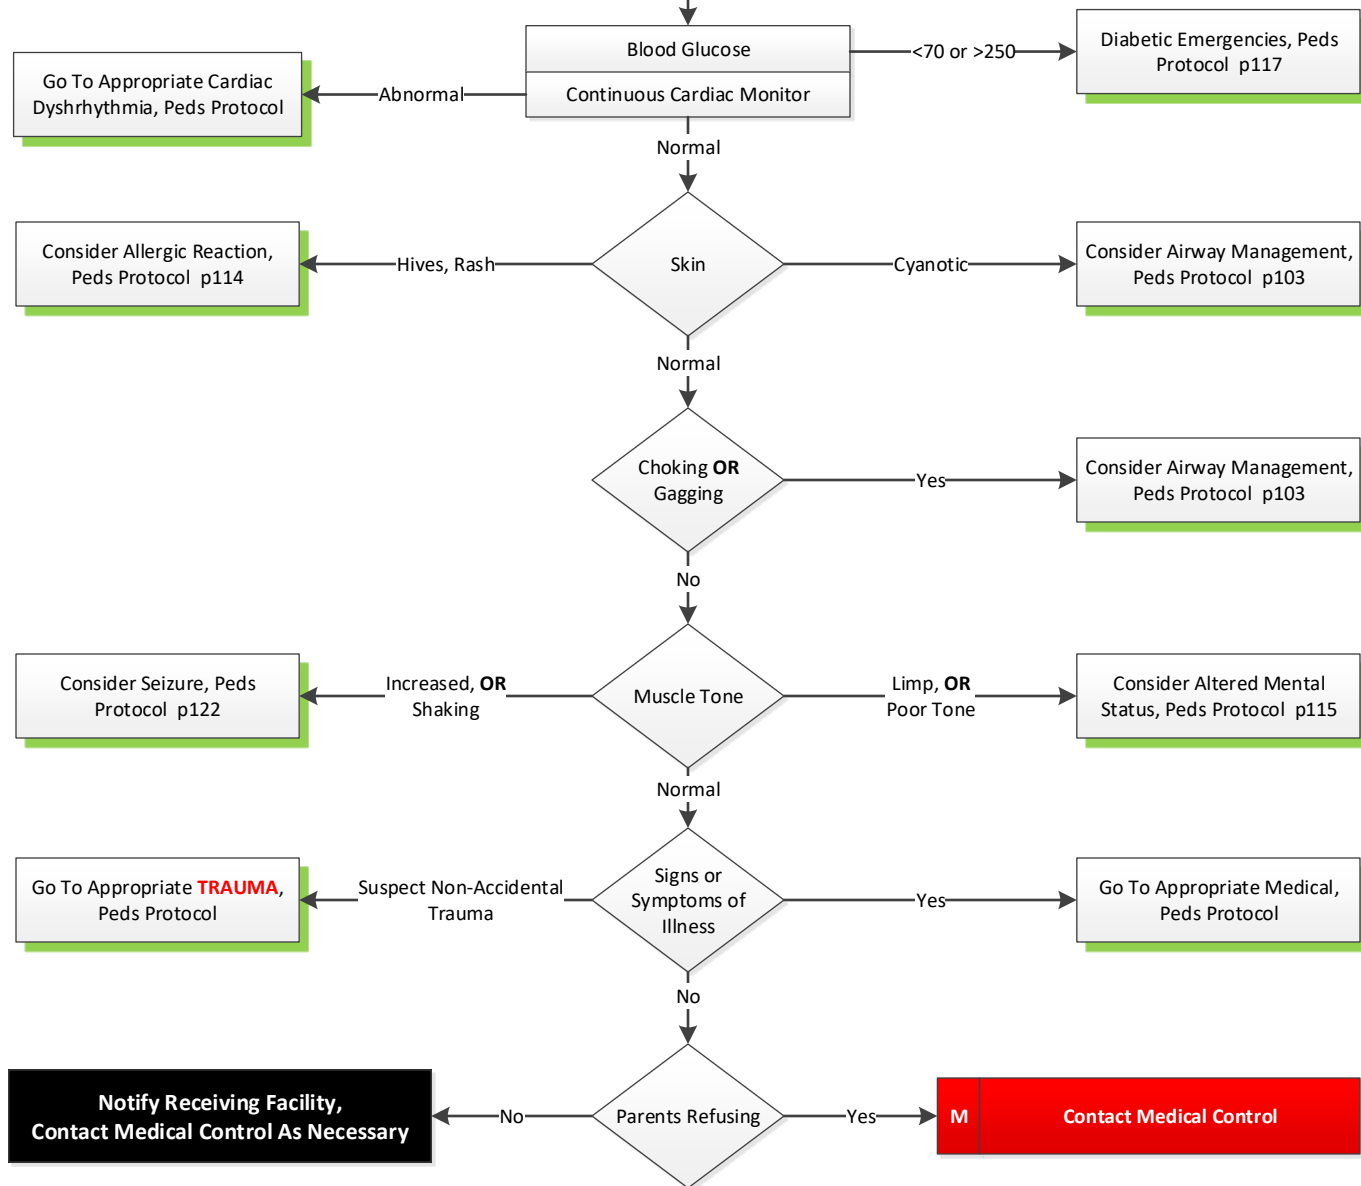 Blood Glucose
<70 or >250
Diabetic Emergencies, Peds
Protocol p117
Go To Appropriate Cardiac
Dyshrhythmia, Peds Protocol
Abnormal
Continuous Cardiac Monitor
Normal
Consider Allergic Reaction,
Peds Protocol p114
Hives, Rash
Skin
Cyanotic
Consider Airway Management,
Peds Protocol p103
Normal
Choking OR
Gagging
Yes
Consider Airway Management,
Peds Protocol p103
No
Consider Seizure, Peds
Protocol p122
Increased, OR
Shaking
Muscle Tone
Limp, OR
Poor Tone
Consider Altered Mental
Status, Peds Protocol p115
Normal
Go To Appropriate TRAUMA,
Peds Protocol
Suspect Non-Accidental
Trauma
Signs or
Symptoms of
Illness
Yes
Go To Appropriate Medical,
Peds Protocol
No
Notify Receiving Facility,
Contact Medical Control As Necessary
No
Parents Refusing
Yes
M
Contact Medical Control